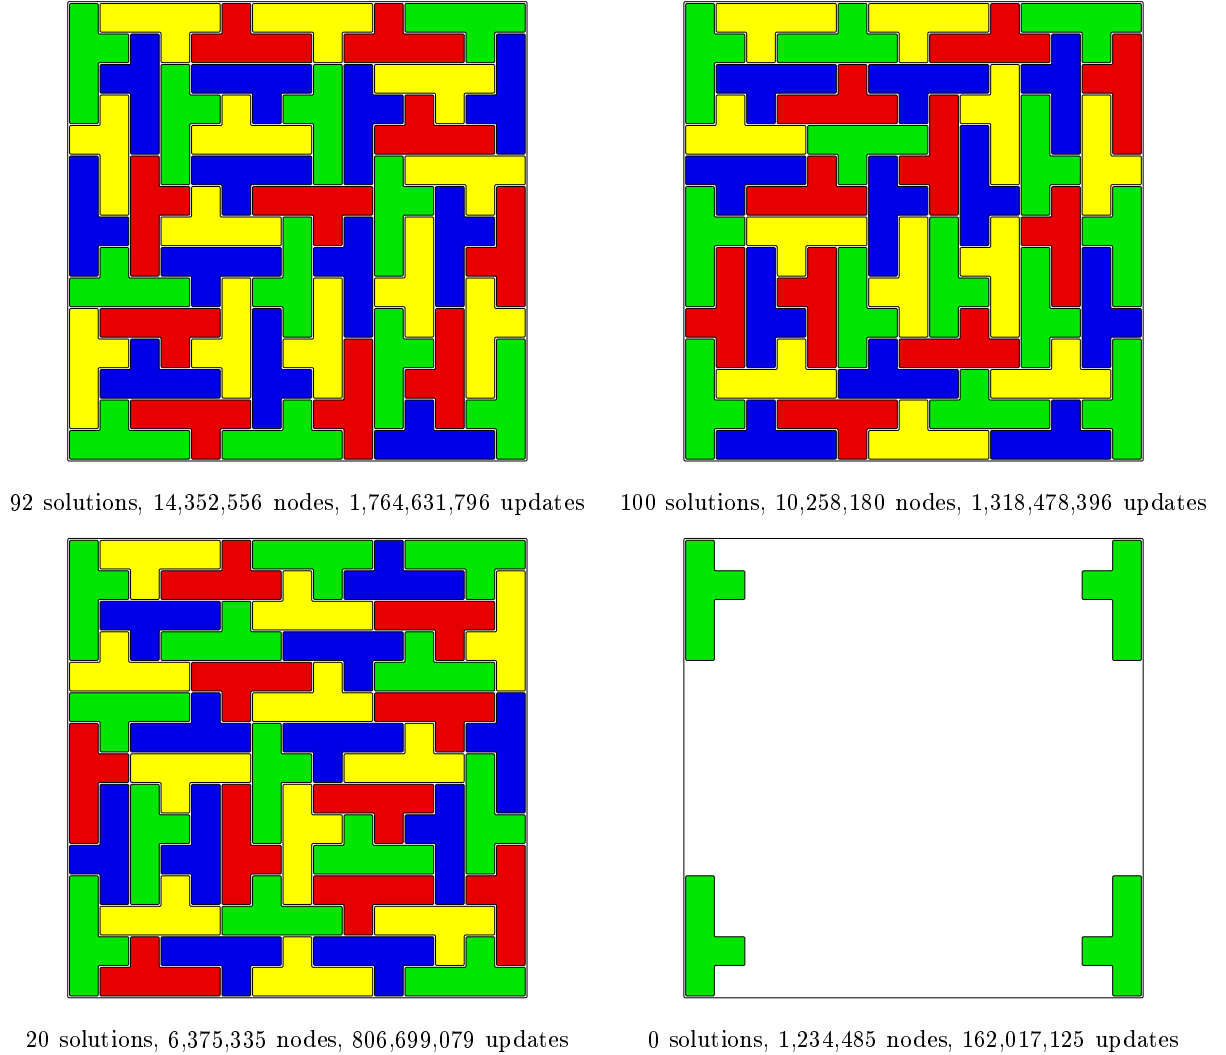 92 solutions, 14,352,556 nodes, 1,764,631,796 updates
100 solutions, 10,258,180 nodes, 1,318,478,396 updates
20 solutions, 6,375,335 nodes, 806,699,079 updates
0 solutions, 1,234,485 nodes, 162,017,125 updates